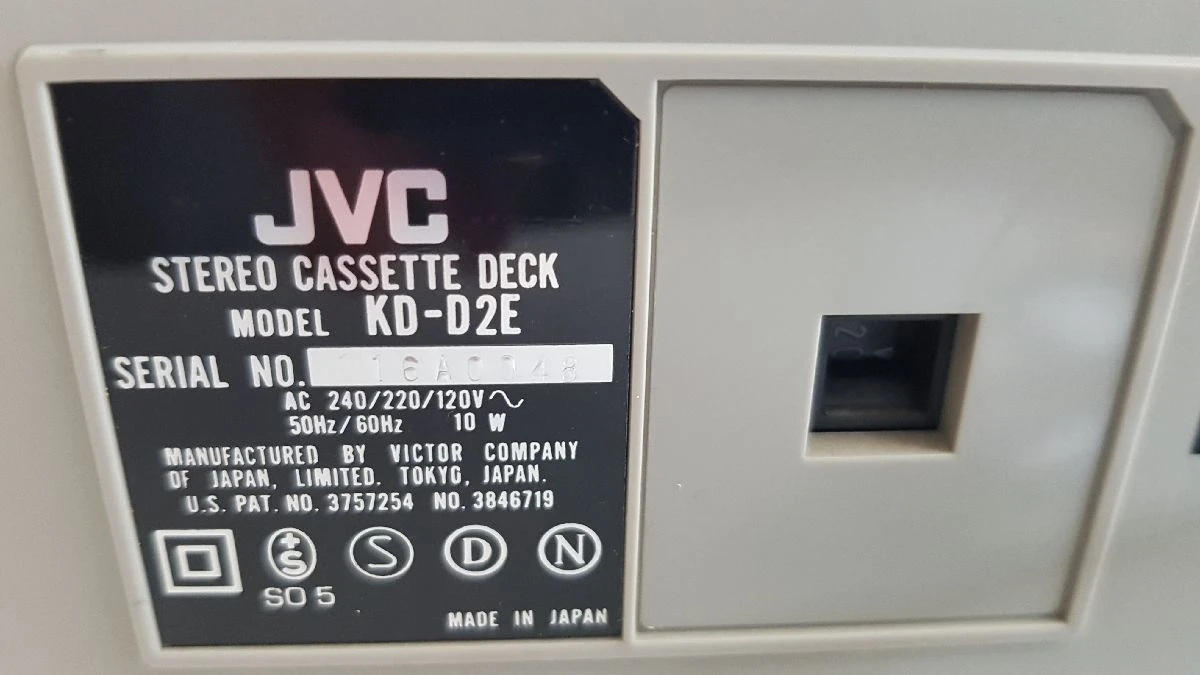 JVC
STEREO CASSETTE DECK
MODEL KD-D2E
SERIAL NO. 116A0048
AC 240/220/120V~
50Hz/60Hz 10 W
MANUFACTURED BY VICTOR COMPANY
OF JAPAN, LIMITED. TOKYO, JAPAN.
U.S. PAT. NO. 3757254 NO. 3846719
+S S D N
SO 5
MADE IN JAPAN